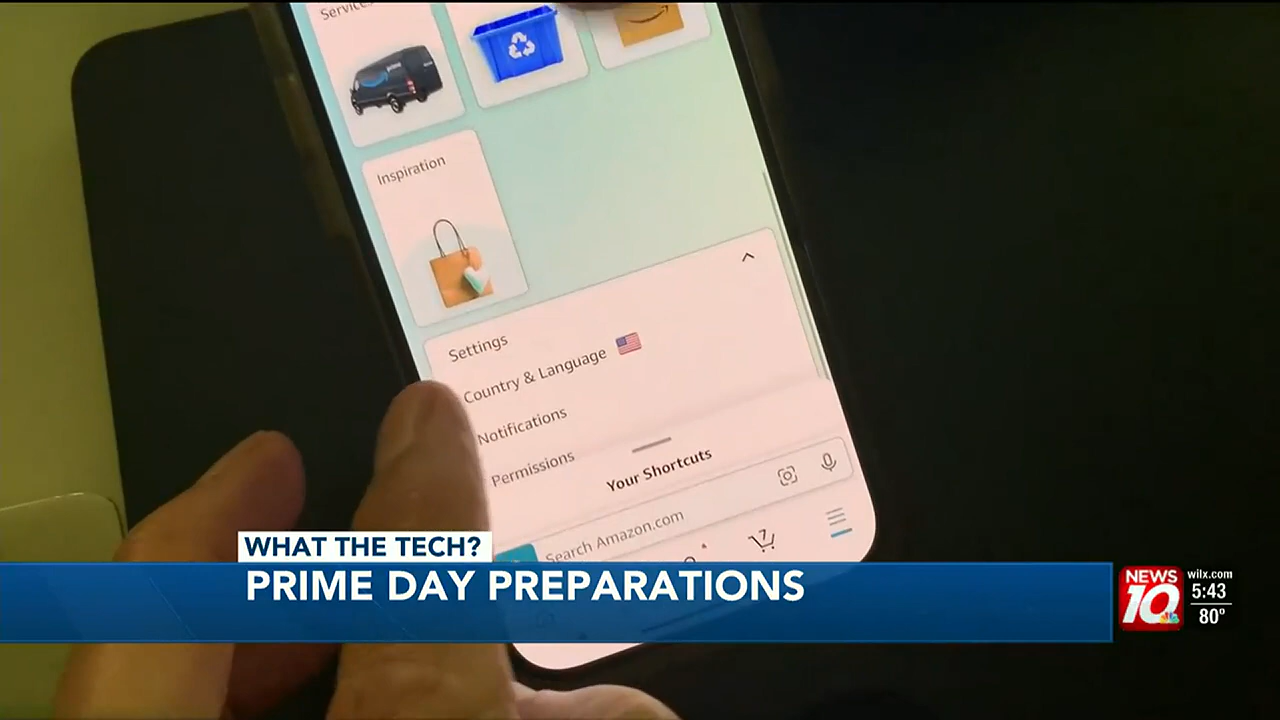 Services
Inspiration
Settings
Country & Language
Notifications
Permissions
Your Shortcuts
Search Amazon.com
7
WHAT THE TECH?
PRIME DAY PREPARATIONS
NEWS
10
wilx.com
5:43
80°